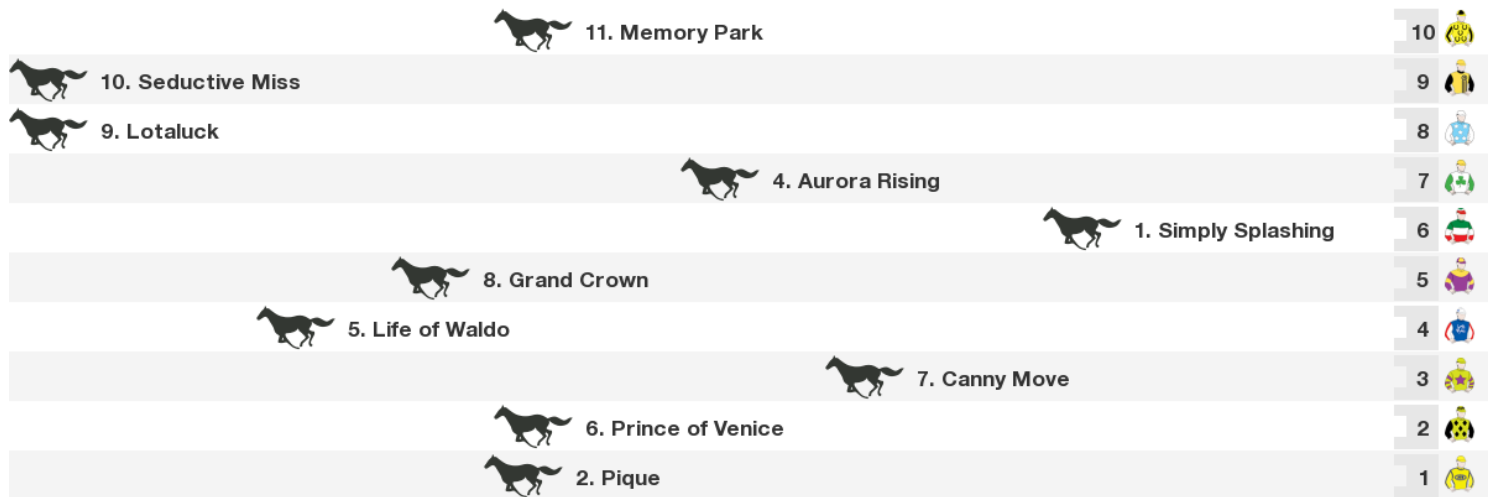 11. Memory Park 10
10. Seductive Miss 9
9. Lotaluck 8
4. Aurora Rising 7
1. Simply Splashing 6
8. Grand Crown 5
5. Life of Waldo 4
7. Canny Move 3
6. Prince of Venice 2
2. Pique 1